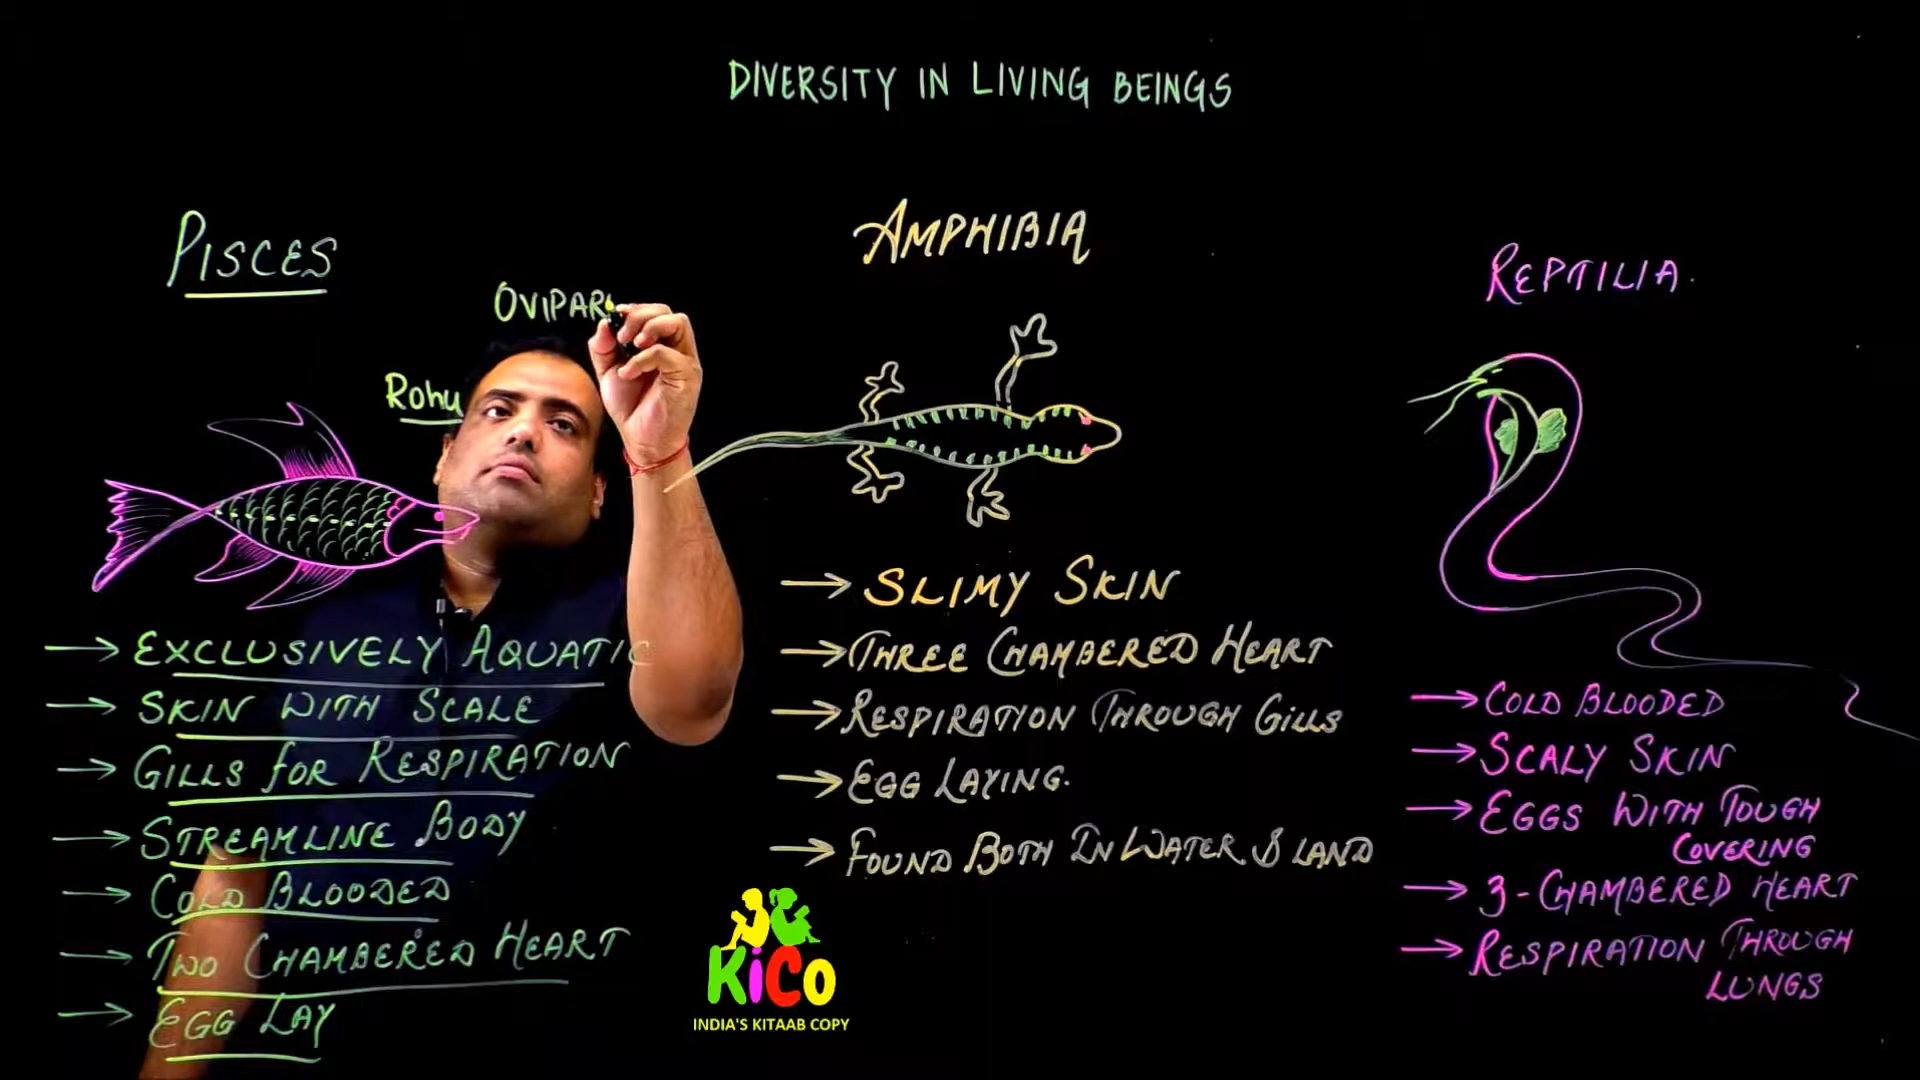 DIVERSITY IN LIVING BEINGS
PISCES
OVIPAR
Rohu
→ EXCLUSIVELY AQUATIC
→ SKIN WITH SCALE
→ GILLS FOR RESPIRATION
→ STREAMLINE BODY
→ COLD BLOODED
→ TWO CHAMBERED HEART
→ EGG LAY
AMPHIBIA
→ SLIMY SKIN
→ THREE CHAMBERED HEART
→ RESPIRATION THROUGH GILLS
→ EGG LAYING.
→ FOUND BOTH IN WATER & LAND
REPTILIA.
→ COLD BLOODED
→ SCALY SKIN
→ EGGS WITH TOUGH
COVERING
→ 3-CHAMBERED HEART
→ RESPIRATION THROUGH
LUNGS
KiCo
INDIA'S KITAAB COPY